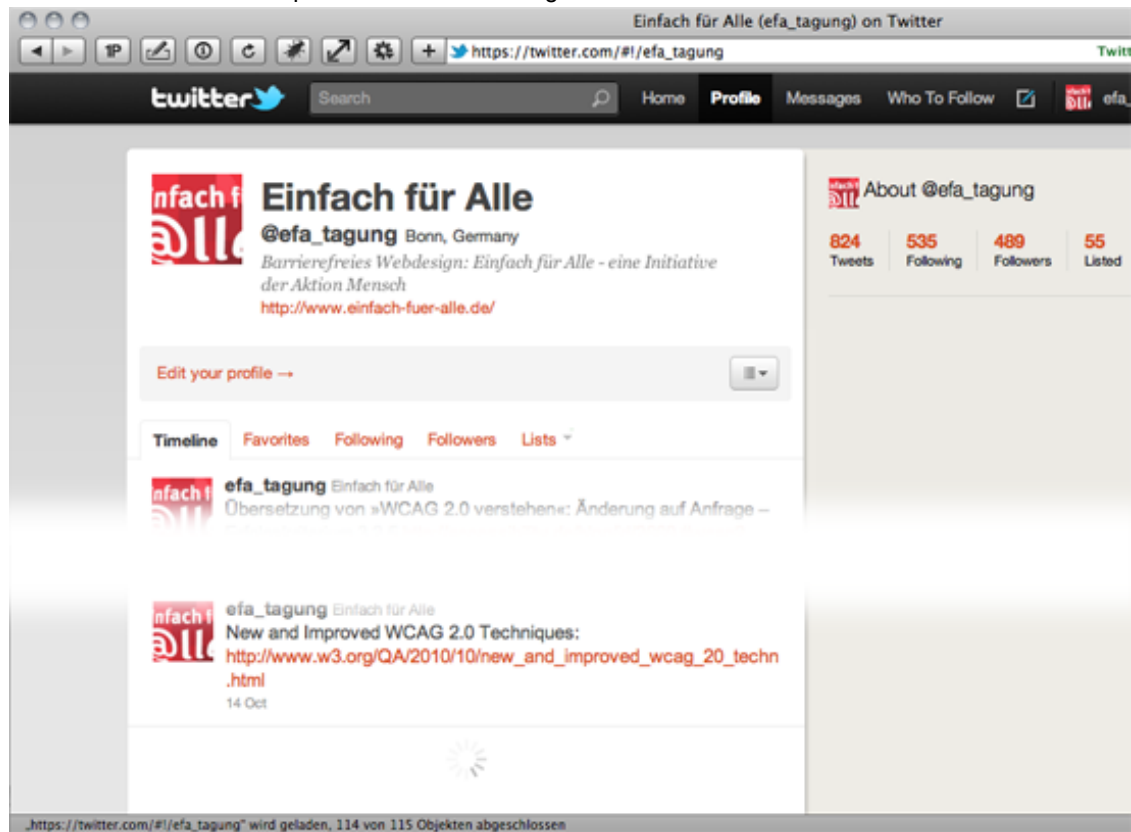 Einfach für Alle (efa_tagung) on Twitter
1P
https://twitter.com/#!/efa_tagung
Twitt
twitter
Search
Home Profile Messages Who To Follow
efa_
nfach f
@lle
Einfach für Alle
@efa_tagung Bonn, Germany
Barrierefreies Webdesign: Einfach für Alle - eine Initiative
der Aktion Mensch
http://www.einfach-fuer-alle.de/
About @efa_tagung
824 535 489 55
Tweets Following Followers Listed
Edit your profile →
Timeline Favorites Following Followers Lists
efa_tagung Einfach für Alle
Übersetzung von »WCAG 2.0 verstehen«: Änderung auf Anfrage –
efa_tagung Einfach für Alle
New and Improved WCAG 2.0 Techniques:
http://www.w3.org/QA/2010/10/new_and_improved_wcag_20_techn
.html
14 Oct
„https://twitter.com/#!/efa_tagung" wird geladen, 114 von 115 Objekten abgeschlossen